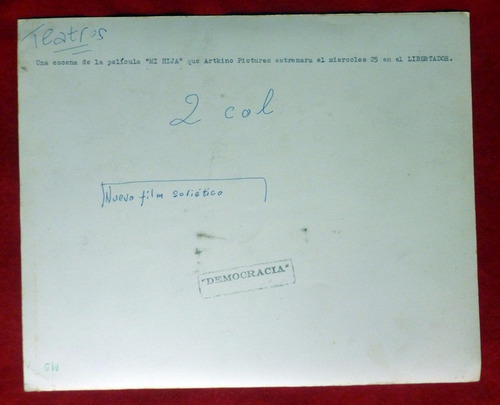 Teatros
Una escena de la película "MI HIJA" que Artkino Pictures estrenara el miercoles 25 en el LIBERTADOR.
2 col
Nuevo film soviético
"DEMOCRACIA"